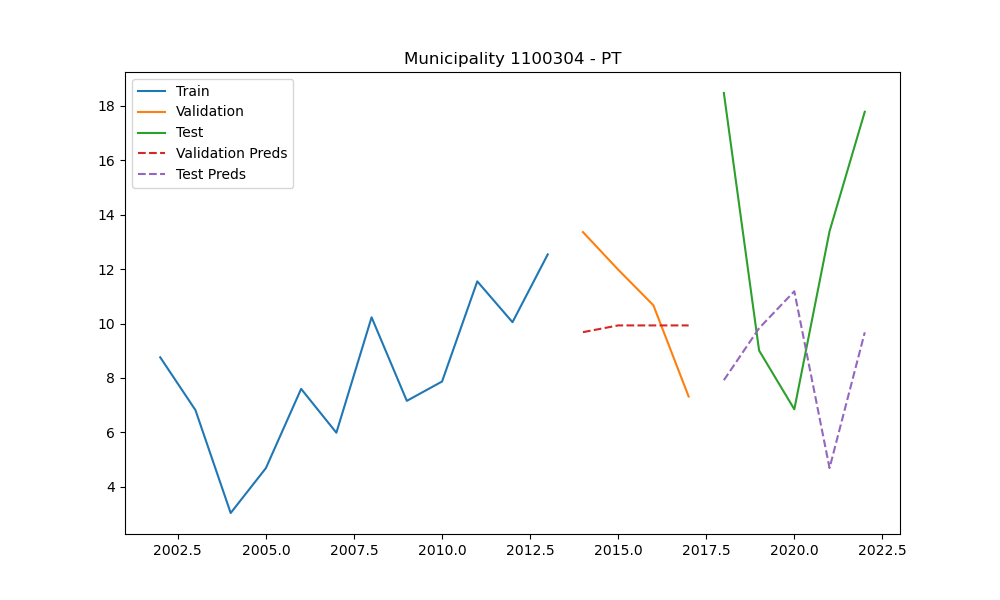 Municipality 1100304 - PT
Train
Validation
Test
Validation Preds
Test Preds
18
16
14
12
10
8
6
4
2002.5 2005.0 2007.5 2010.0 2012.5 2015.0 2017.5 2020.0 2022.5